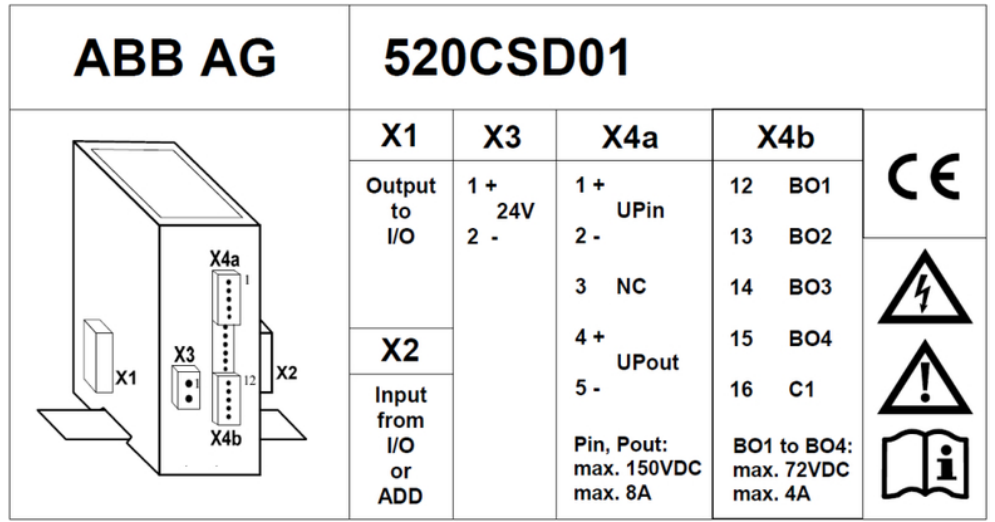 ABB AG
520CSD01
X4a
1
X3
1
X1
X2
12
X4b
X1
Output
to
I/O
X2
Input
from
I/O
or
ADD
X3
1 +
24V
2 -
X4a
1 +
UPin
2 -
3 NC
4 +
UPout
5 -
Pin, Pout:
max. 150VDC
max. 8A
X4b
12 BO1
13 BO2
14 BO3
15 BO4
16 C1
BO1 to BO4:
max. 72VDC
max. 4A
CE
i